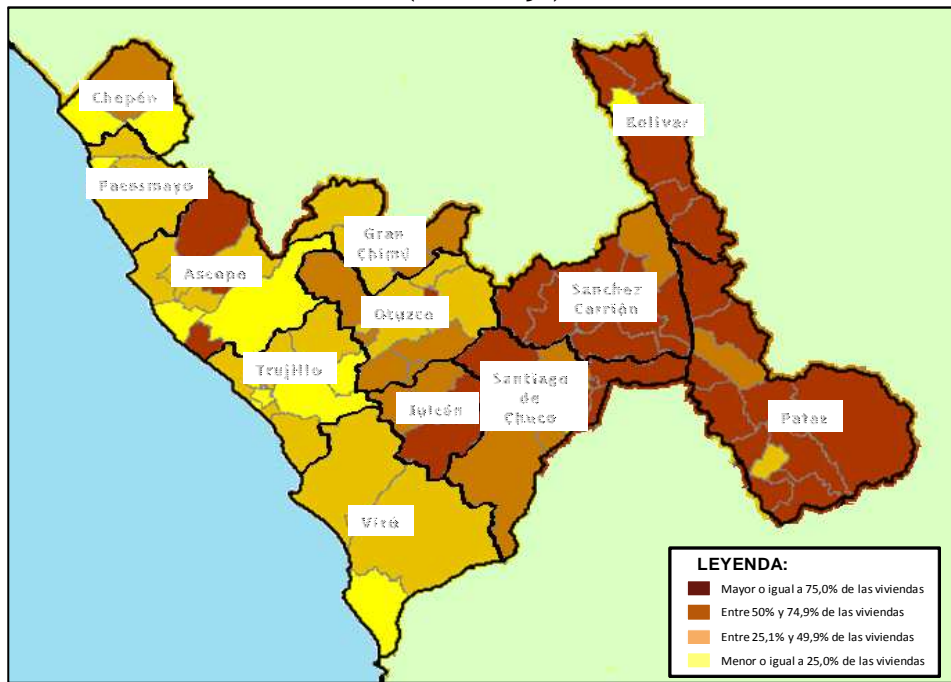 Chepén
Bolívar
Pacasmayo
Gran
Chimú
Ascope
Sánchez
Carrión
Otuzco
Trujillo
Santiago
de
Chuco
Julcán
Pataz
Virú
LEYENDA:
Mayor o igual a 75,0% de las viviendas
Entre 50% y 74,9% de las viviendas
Entre 25,1% y 49,9% de las viviendas
Menor o igual a 25,0% de las viviendas